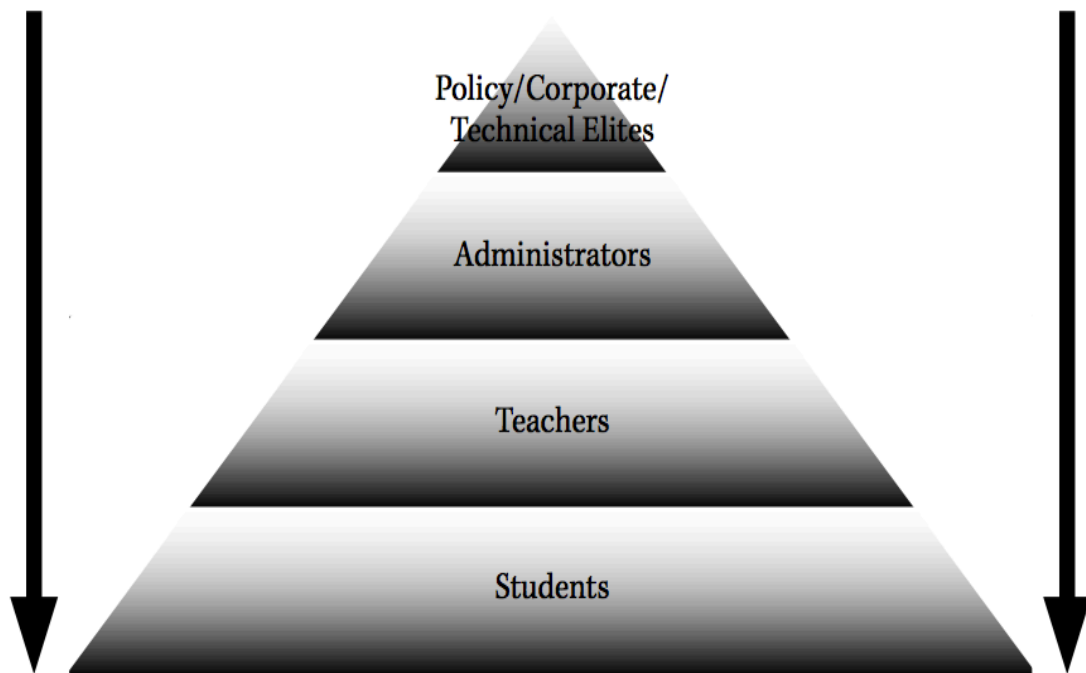 Policy/Corporate/
Technical Elites
Administrators
Teachers
Students